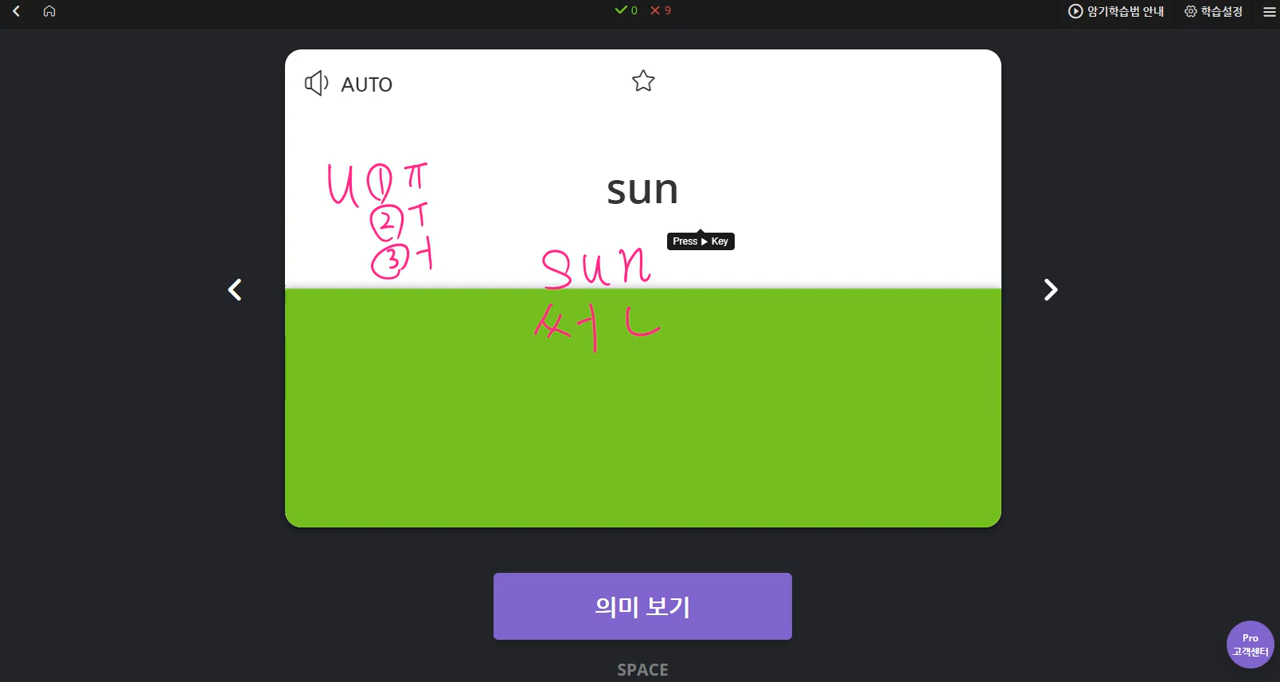 0 9 암기학습법 안내 학습설정
AUTO
sun
Press ▶ Key
u ① ㅠ
② ㅜ
③ ㅓ
sun
ㅆ ㅓ ㄴ
의미 보기
SPACE
Pro
고객센터